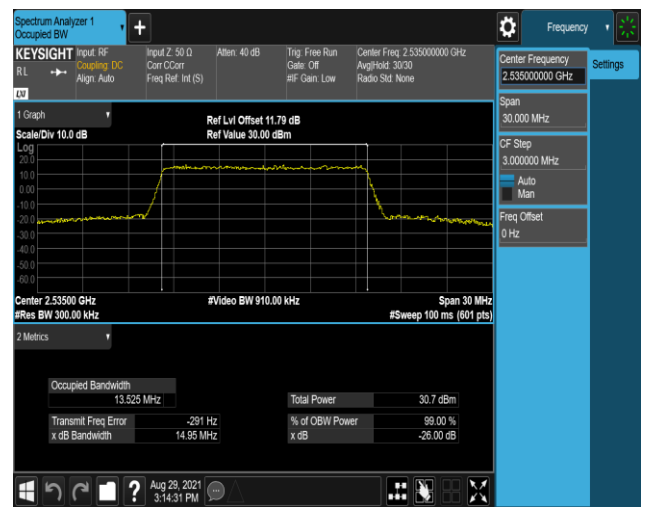 Spectrum Analyzer 1
Occupied BW
Frequency
KEYSIGHT
RL
LXI
Input: RF
Coupling: DC
Align: Auto
Input Z: 50 Ω
Corr CCorr
Freq Ref: Int (S)
Atten: 40 dB
Trig: Free Run
Gate: Off
#IF Gain: Low
Center Freq: 2.535000000 GHz
Avg|Hold: 30/30
Radio Std: None
Center Frequency
2.535000000 GHz
Settings
Span
30.000 MHz
CF Step
3.000000 MHz
Auto
Man
Freq Offset
0 Hz
1 Graph
Scale/Div 10.0 dB
Ref Lvl Offset 11.79 dB
Ref Value 30.00 dBm
Log
20.0
10.0
0.00
-10.0
-20.0
-30.0
-40.0
-50.0
-60.0
Center 2.53500 GHz
#Res BW 300.00 kHz
#Video BW 910.00 kHz
Span 30 MHz
#Sweep 100 ms (601 pts)
2 Metrics
Occupied Bandwidth
13.525 MHz
Total Power 30.7 dBm
Transmit Freq Error -291 Hz
% of OBW Power 99.00 %
x dB Bandwidth 14.95 MHz
x dB -26.00 dB
?
Aug 29, 2021
3:14:31 PM